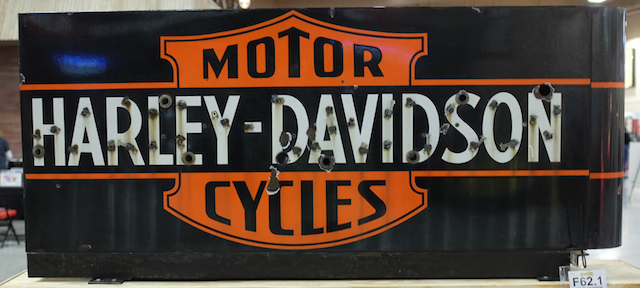 MOTOR
HARLEY-DAVIDSON
CYCLES
F62.1